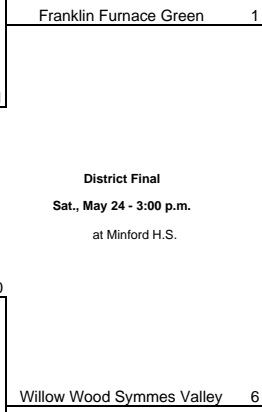 Franklin Furnace Green 1
District Final
Sat., May 24 - 3:00 p.m.
at Minford H.S.
Willow Wood Symmes Valley 6